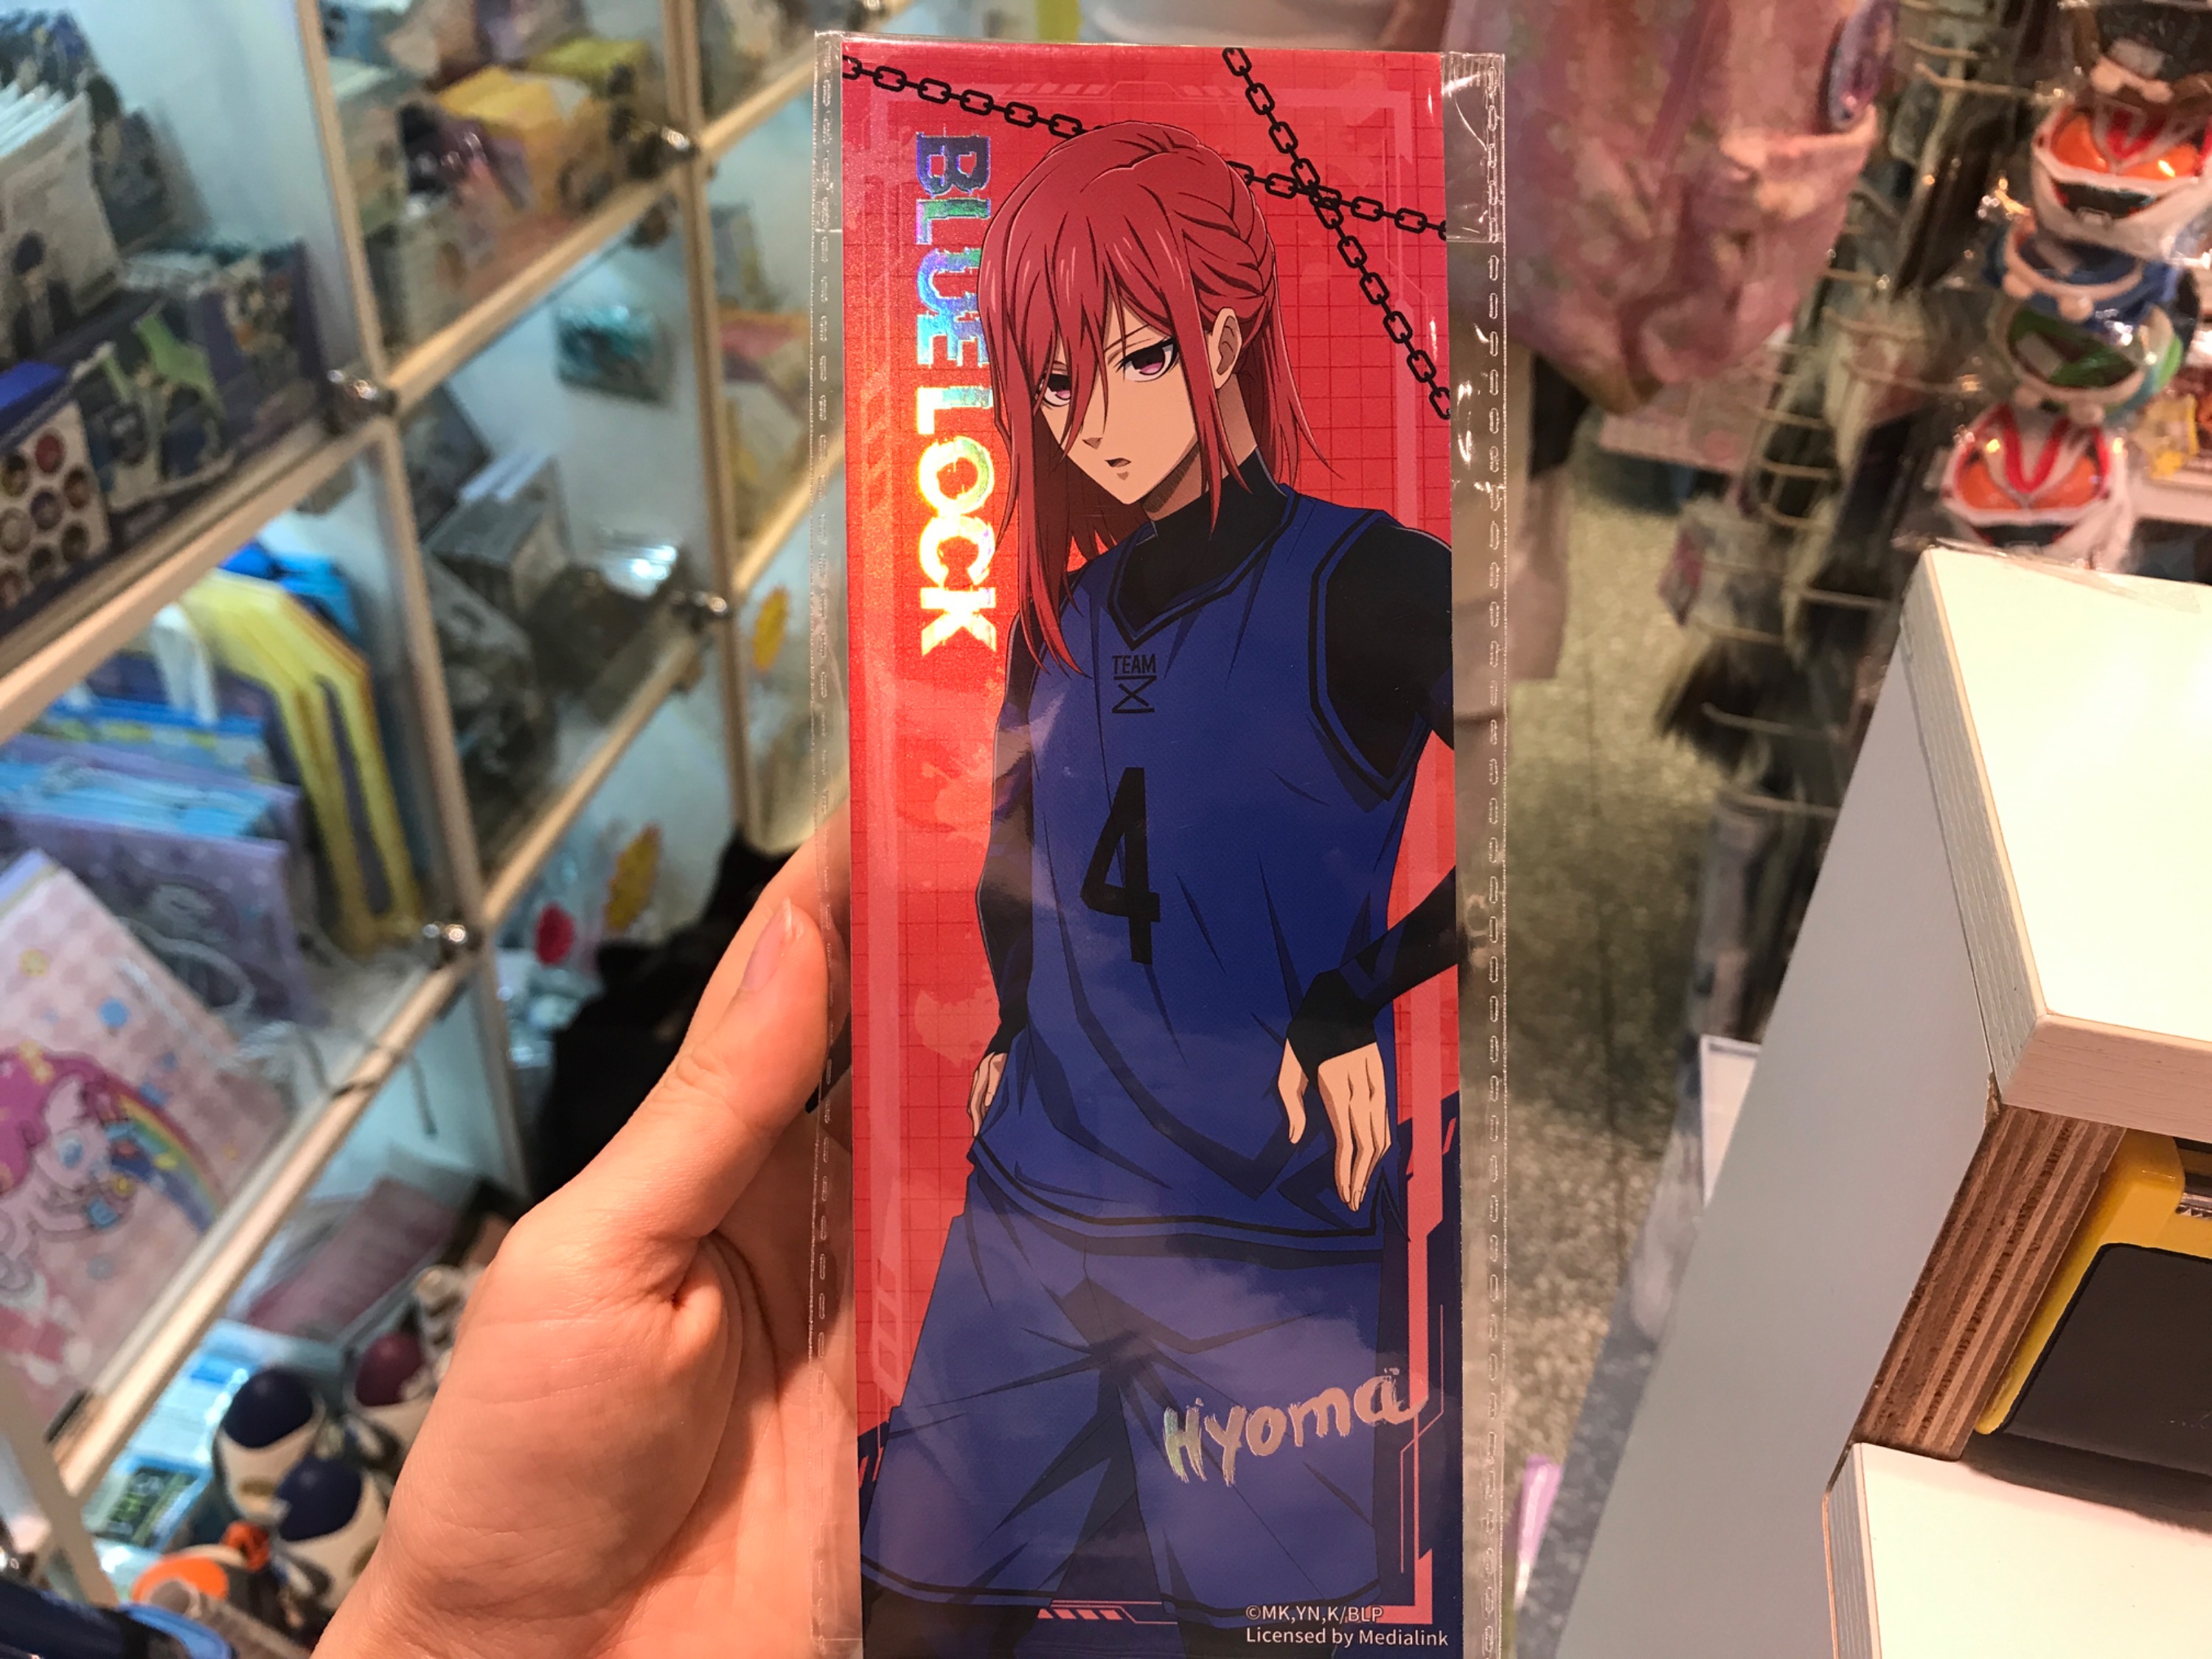 BLUE LOCK
TEAM
Z
4
Hyoma
©MK,YN,K/BLP
Licensed by Medialink